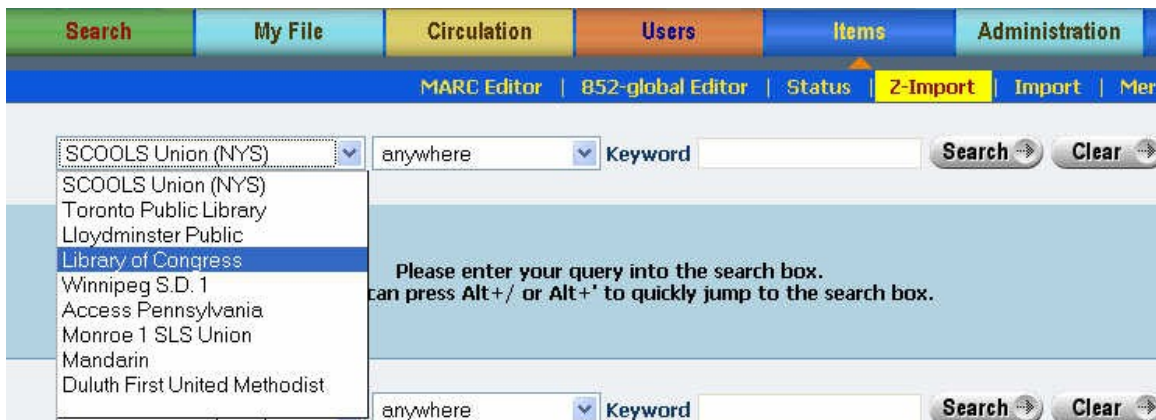 Search My File Circulation Users Items Administration
MARC Editor | 852-global Editor | Status | Z-Import | Import | Mer
SCOOLS Union (NYS) anywhere Keyword Search Clear
SCOOLS Union (NYS)
Toronto Public Library
Lloydminster Public
Library of Congress
Winnipeg S.D. 1
Access Pennsylvania
Monroe 1 SLS Union
Mandarin
Duluth First United Methodist
Please enter your query into the search box.
can press Alt+/ or Alt+' to quickly jump to the search box.
anywhere Keyword Search Clear